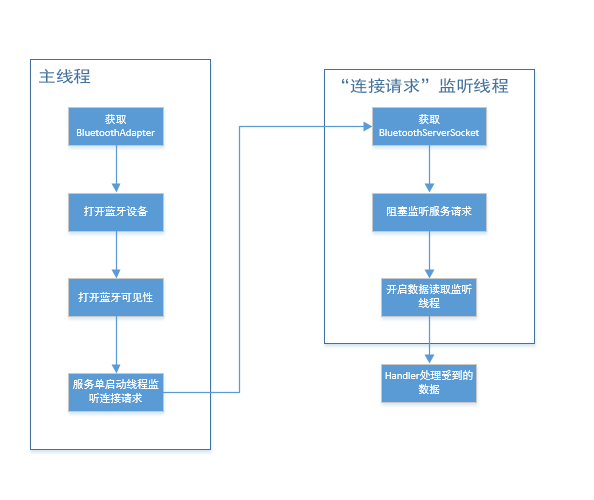 主线程
获取
BluetoothAdapter
打开蓝牙设备
打开蓝牙可见性
服务单启动线程监
听连接请求
“连接请求”监听线程
获取
BluetoothServerSocket
阻塞监听服务请求
开启数据读取监听
线程
Handler处理受到的
数据